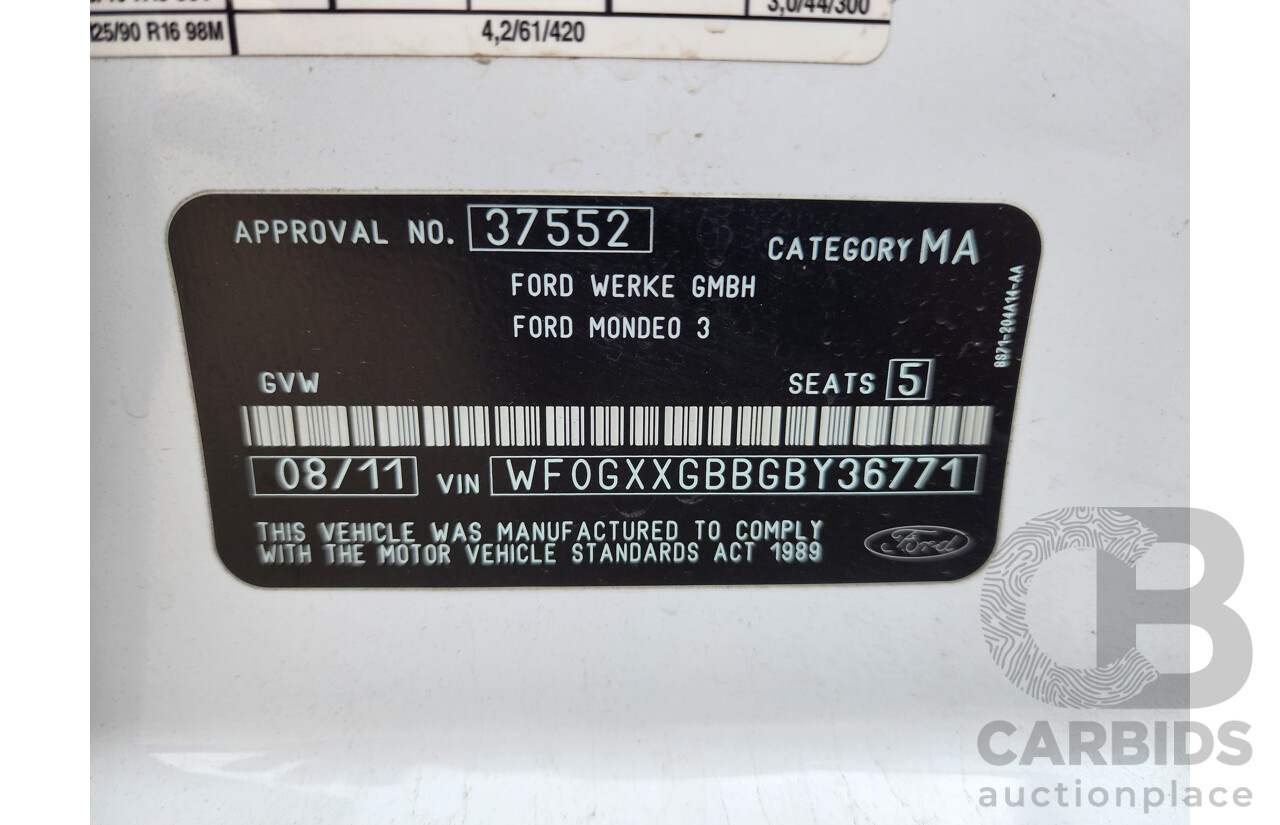 3,0/44/300
25/90 R16 98M 4,2/61/420
APPROVAL NO. 37552
CATEGORY MA
FORD WERKE GMBH
FORD MONDEO 3
GVW
SEATS 5
08/11 VIN WF0GXXGBBGBY36771
THIS VEHICLE WAS MANUFACTURED TO COMPLY
WITH THE MOTOR VEHICLE STANDARDS ACT 1989
Ford
CB
CARBIDS
auctionplace